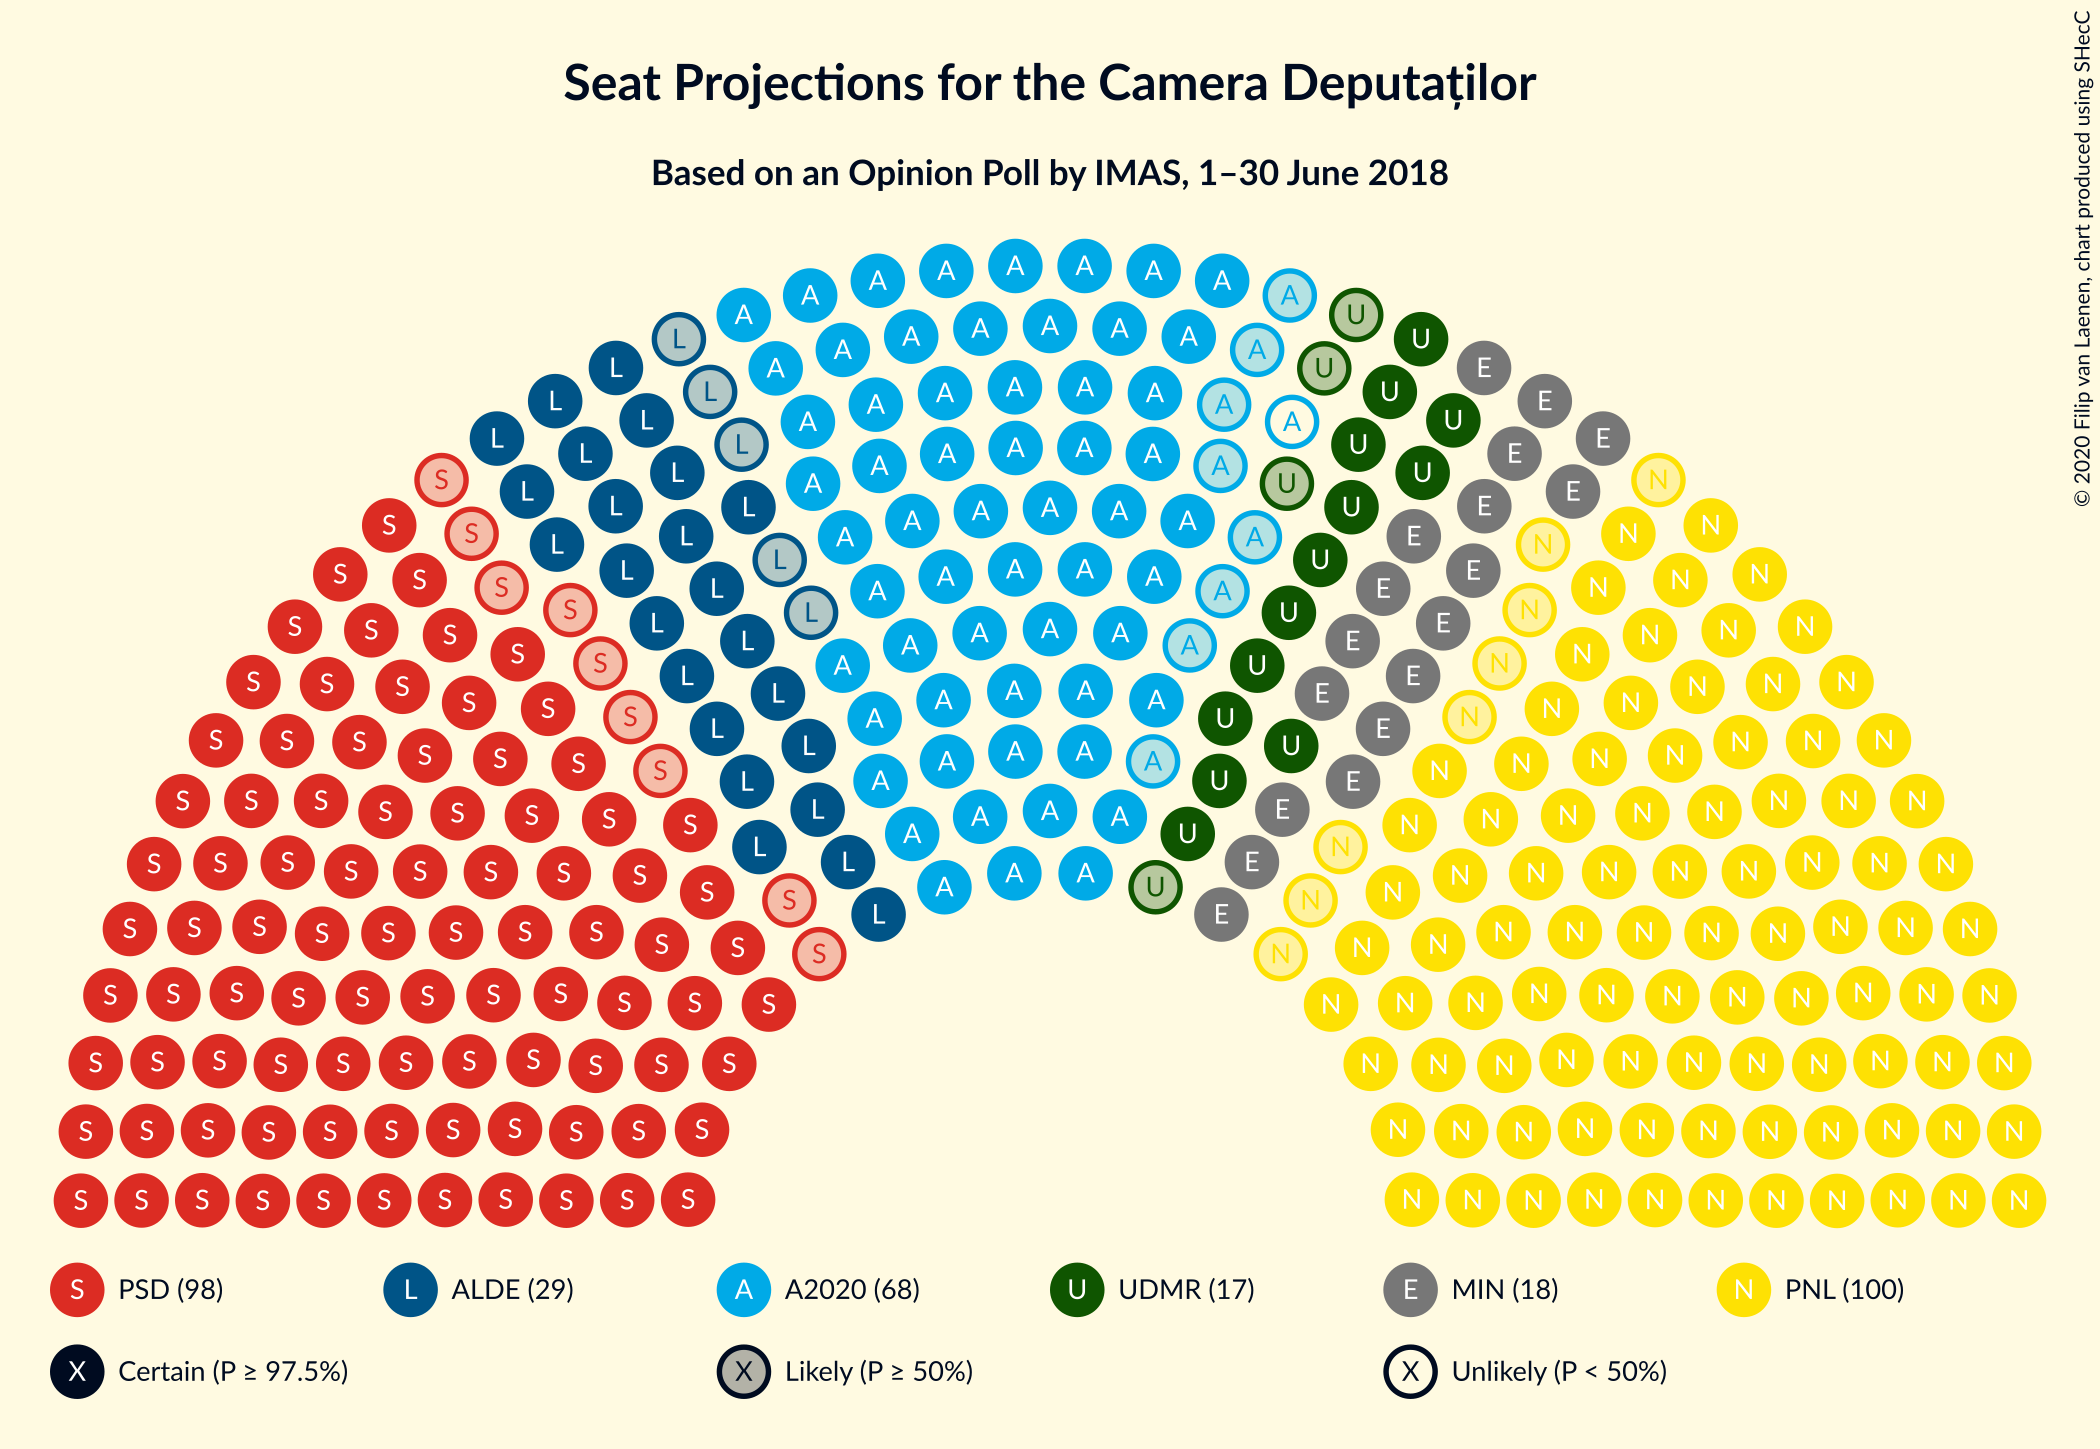 Seat Projections for the Camera Deputaților
Based on an Opinion Poll by IMAS, 1–30 June 2018
© 2020 Filip van Laenen, chart produced using SHecC
S PSD (98) L ALDE (29) A A2020 (68) U UDMR (17) E MIN (18) N PNL (100)
X Certain (P ≥ 97.5%) X Likely (P ≥ 50%) X Unlikely (P < 50%)